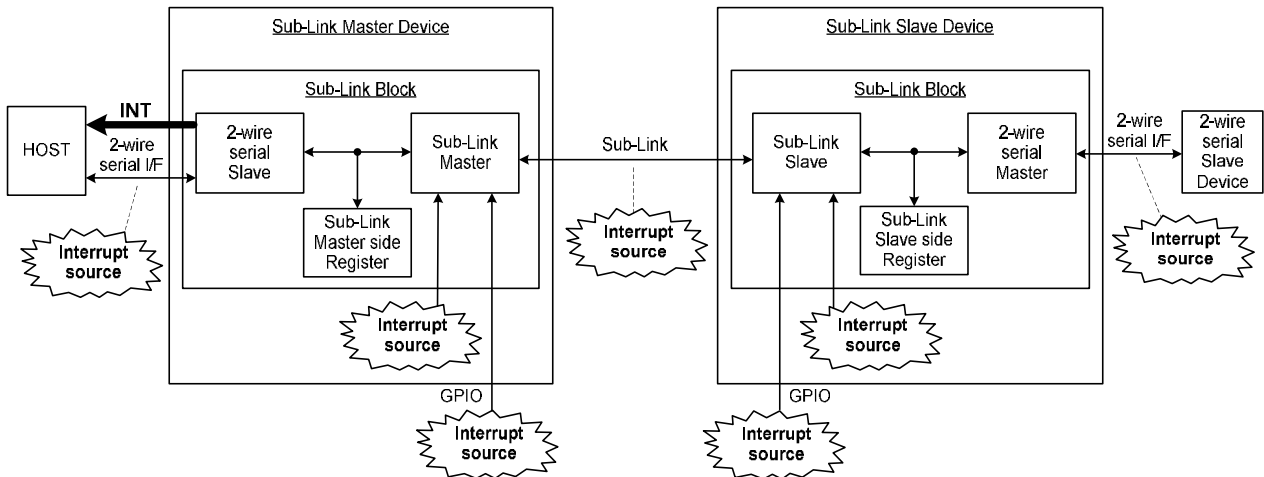 Sub-Link Master Device
Sub-Link Slave Device
Sub-Link Block
Sub-Link Block
INT
HOST
2-wire
serial I/F
2-wire
serial
Slave
Sub-Link
Master
Sub-Link
Sub-Link
Slave
2-wire
serial
Master
2-wire
serial I/F
2-wire
serial
Slave
Device
Sub-Link
Master side
Register
Sub-Link
Slave side
Register
Interrupt
source
Interrupt
source
Interrupt
source
Interrupt
source
Interrupt
source
GPIO
GPIO
Interrupt
source
Interrupt
source